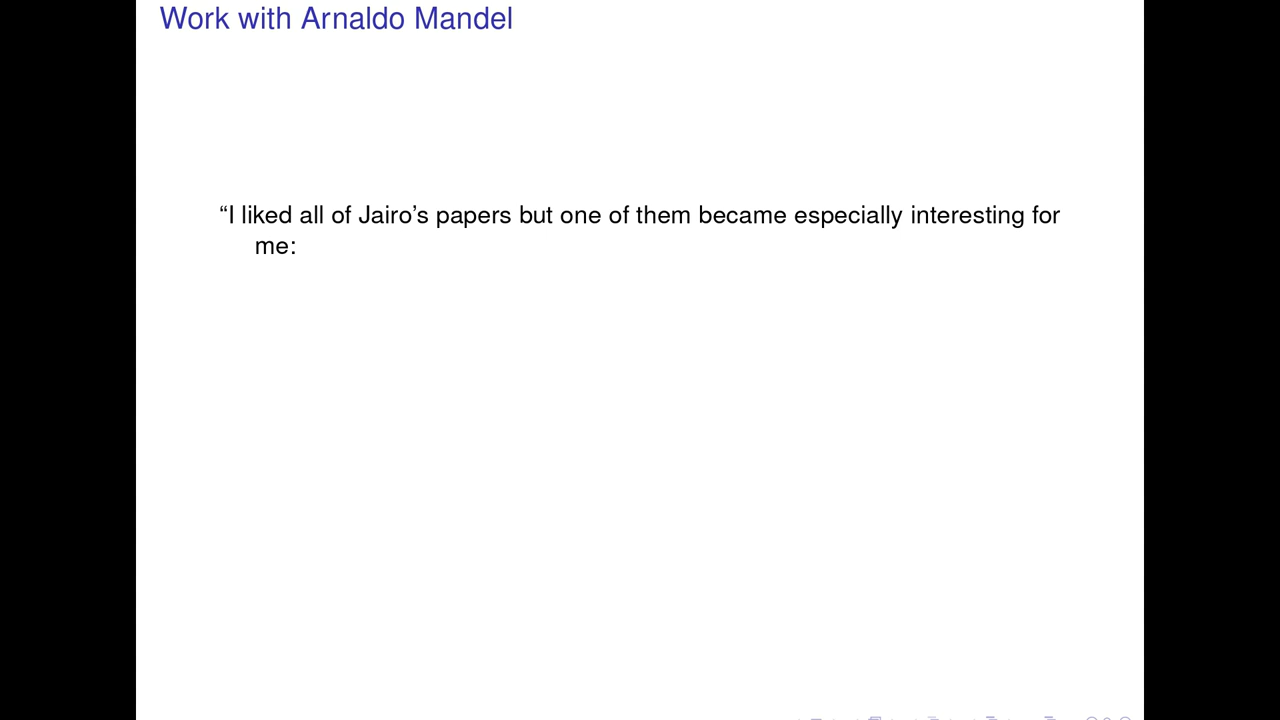 Work with Arnaldo Mandel
“I liked all of Jairo’s papers but one of them became especially interesting for
me: